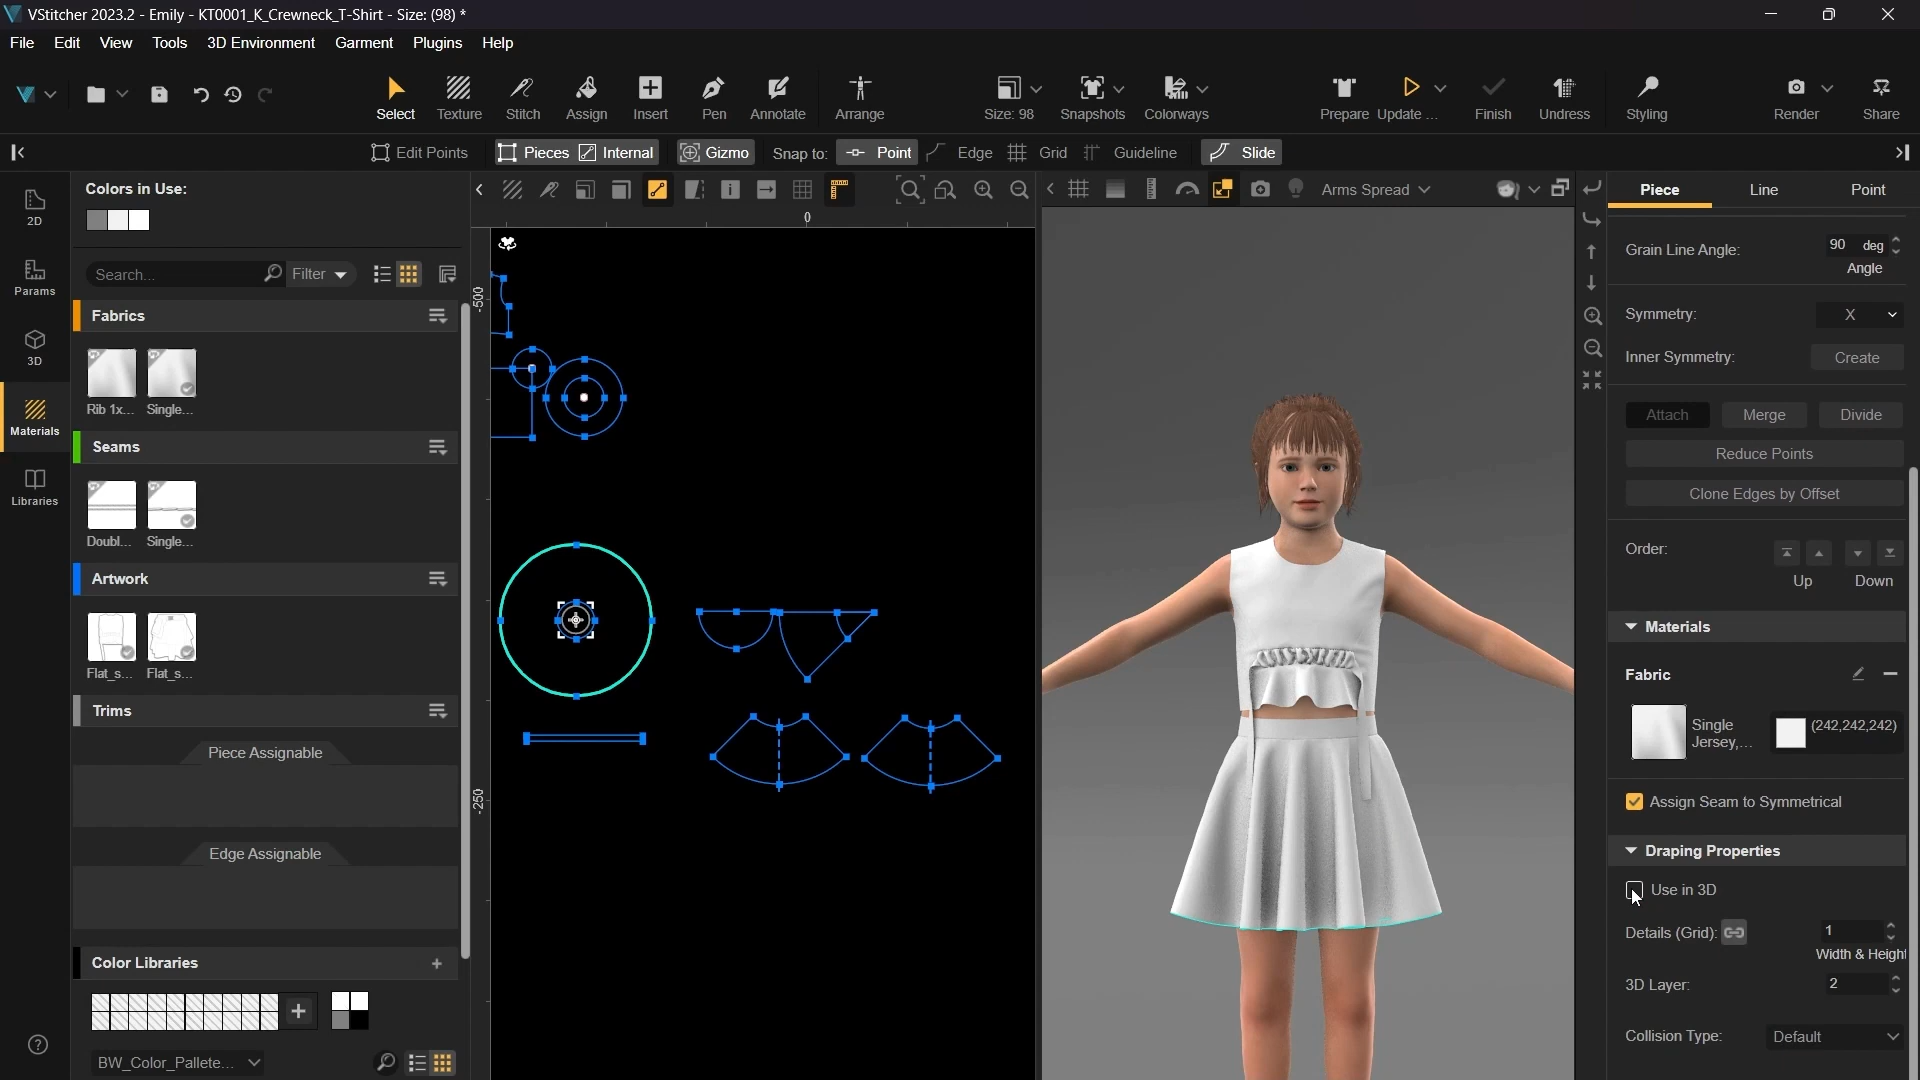 VStitcher 2023.2 - Emily - KT0001_K_Crewneck_T-Shirt - Size: (98) *
File Edit View Tools 3D Environment Garment Plugins Help
Select Texture Stitch Assign Insert Pen Annotate Arrange Size: 98 Snapshots Colorways Prepare Update ... Finish Undress Styling Render Share
Edit Points Pieces Internal Gizmo Snap to: Point Edge Grid Guideline Slide
2D
Params
3D
Materials
Libraries
Colors in Use:
Search... Filter
Fabrics
Rib 1x... Single...
Seams
Doubl... Single...
Artwork
Flat_s... Flat_s...
Trims
Piece Assignable
Edge Assignable
Color Libraries
BW_Color_Pallete...
0
-500
-250
Arms Spread
Piece Line Point
Grain Line Angle: 90 deg
Angle
Symmetry: X
Inner Symmetry: Create
Attach Merge Divide
Reduce Points
Clone Edges by Offset
Order:
Up Down
Materials
Fabric
Single Jersey,... (242,242,242)
Assign Seam to Symmetrical
Draping Properties
Use in 3D
Details (Grid): 1
Width & Height
3D Layer: 2
Collision Type: Default